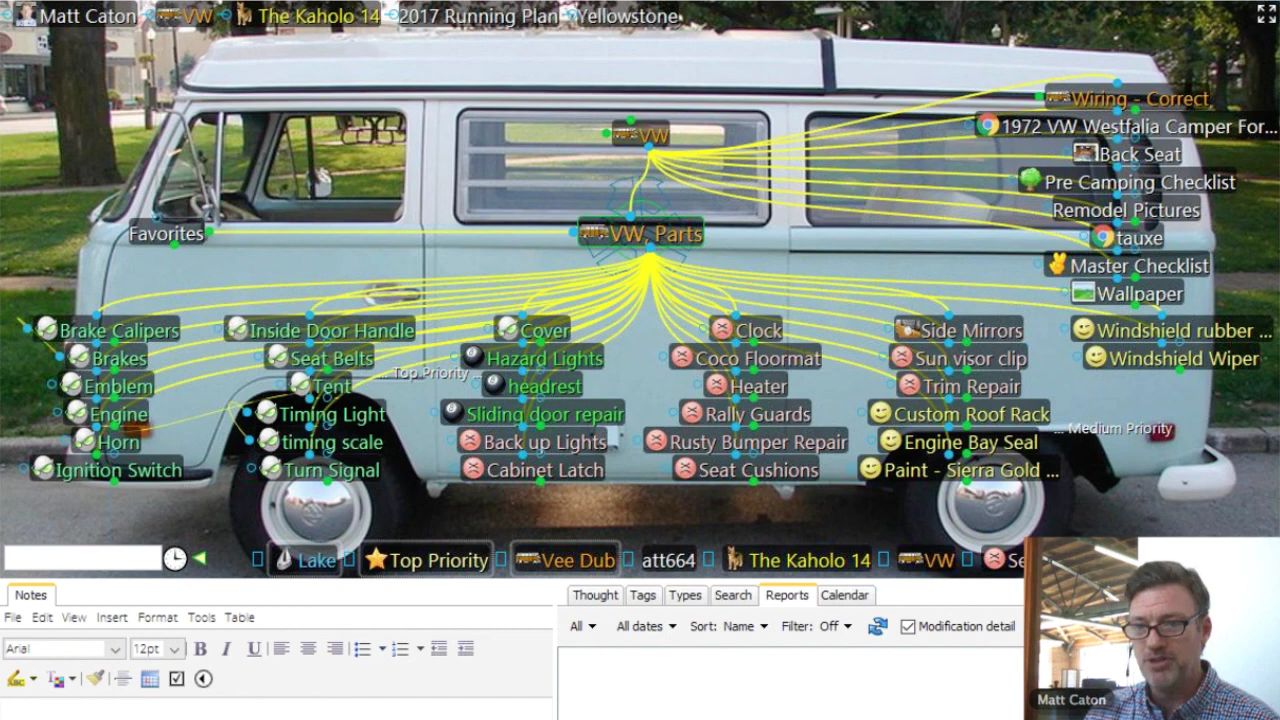 Matt Caton VW The Kaholo 14 2017 Running Plan Yellowstone
VW
Wiring - Correct,
1972 VW Westfalia Camper For...
Back Seat
Pre Camping Checklist
Remodel Pictures
Favorites
VW, Parts
tauxe
Master Checklist
Wallpaper
Brake Calipers Inside Door Handle Cover Clock Side Mirrors Windshield rubber ...
Brakes Seat Belts Hazard Lights Coco Floormat Sun visor clip Windshield Wiper
... Top Priority ...
Emblem Tent headrest Heater Trim Repair
Engine Timing Light Sliding door repair Rally Guards Custom Roof Rack
... Medium Priority
Horn timing scale Back up Lights Rusty Bumper Repair Engine Bay Seal
Ignition Switch Turn Signal Cabinet Latch Seat Cushions Paint - Sierra Gold ...
Lake Top Priority Vee Dub att664 The Kaholo 14 VW Se
Notes
File Edit View Insert Format Tools Table
Arial 12pt B I U
ABC
Thought Tags Types Search Reports Calendar
All All dates Sort: Name Filter: Off Modification detail
Matt Caton